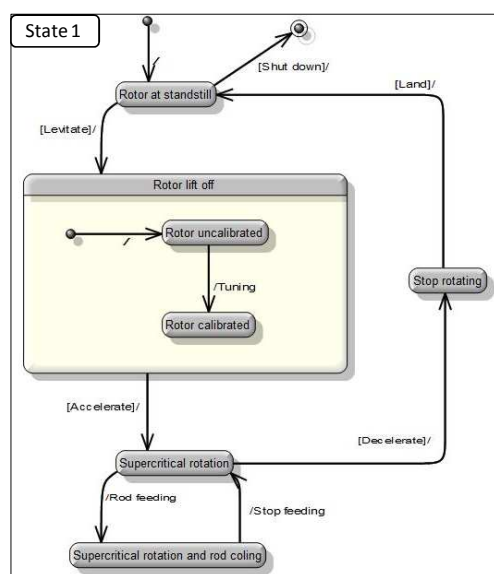 State 1
/
[Shut down]/
Rotor at standstill
[Land]/
[Levitate]/
Rotor lift off
Rotor uncalibrated
/
/Tuning
Stop rotating
Rotor calibrated
[Accelerate]/
[Decelerate]/
Supercritical rotation
/Rod feeding
/Stop feeding
Supercritical rotation and rod coling